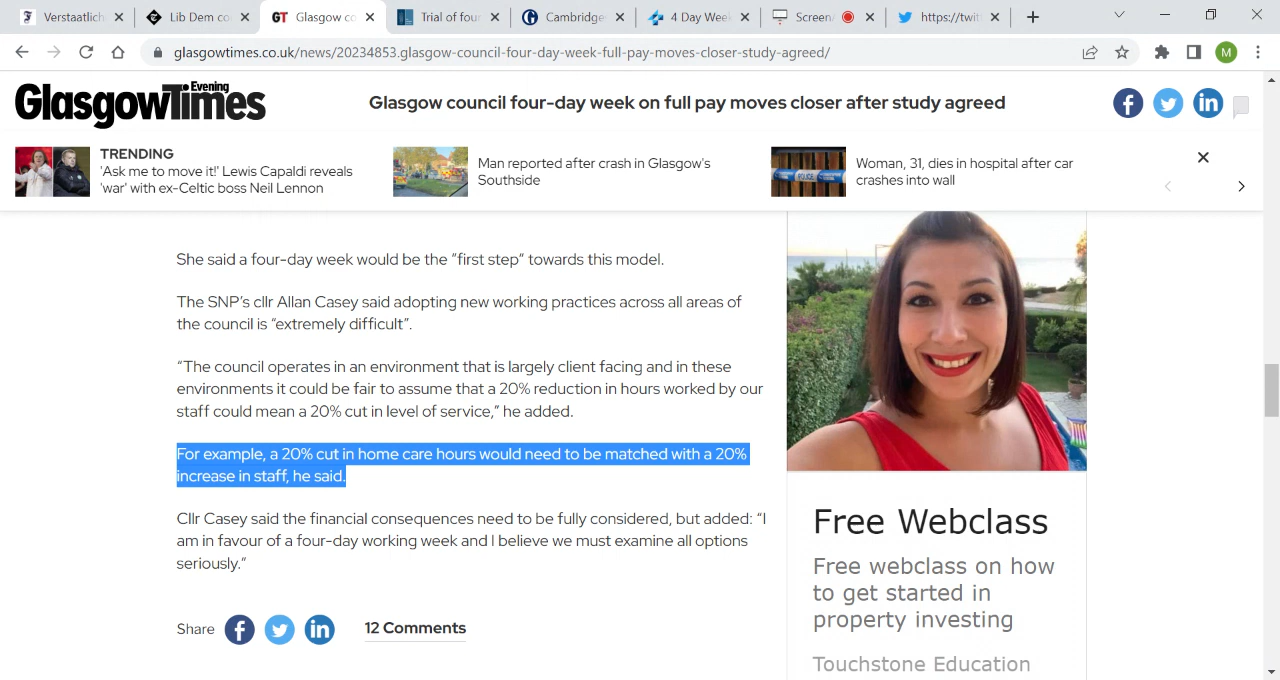 Verstaatlich
Lib Dem co
Glasgow co
Trial of four
Cambridge
4 Day Week
Screen
https://twit
glasgowtimes.co.uk/news/20234853.glasgow-council-four-day-week-full-pay-moves-closer-study-agreed/
M
Evening
GlasgowTimes
Glasgow council four-day week on full pay moves closer after study agreed
TRENDING
'Ask me to move it!' Lewis Capaldi reveals
'war' with ex-Celtic boss Neil Lennon
Man reported after crash in Glasgow's
Southside
Woman, 31, dies in hospital after car
crashes into wall
She said a four-day week would be the “first step” towards this model.
The SNP’s cllr Allan Casey said adopting new working practices across all areas of
the council is “extremely difficult”.
“The council operates in an environment that is largely client facing and in these
environments it could be fair to assume that a 20% reduction in hours worked by our
staff could mean a 20% cut in level of service,” he added.
For example, a 20% cut in home care hours would need to be matched with a 20%
increase in staff, he said.
Cllr Casey said the financial consequences need to be fully considered, but added: “I
am in favour of a four-day working week and I believe we must examine all options
seriously.”
Share
12 Comments
Free Webclass
Free webclass on how
to get started in
property investing
Touchstone Education